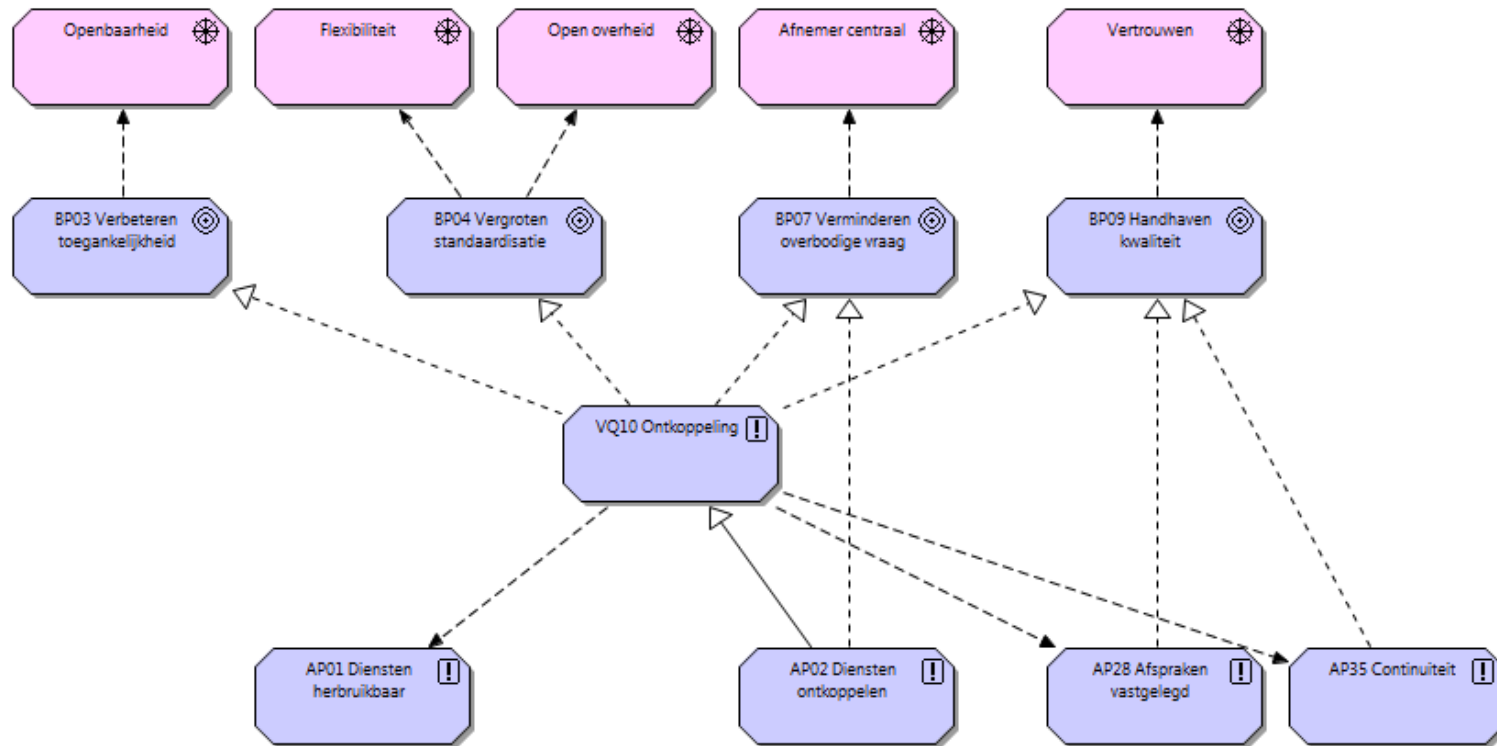 Openbaarheid
Flexibiliteit
Open overheid
Afnemer centraal
Vertrouwen
BP03 Verbeteren
toegankelijkheid
BP04 Vergroten
standaardisatie
BP07 Verminderen
overbodige vraag
BP09 Handhaven
kwaliteit
VQ10 Ontkoppeling
AP01 Diensten
herbruikbaar
AP02 Diensten
ontkoppelen
AP28 Afspraken
vastgelegd
AP35 Continuiteit